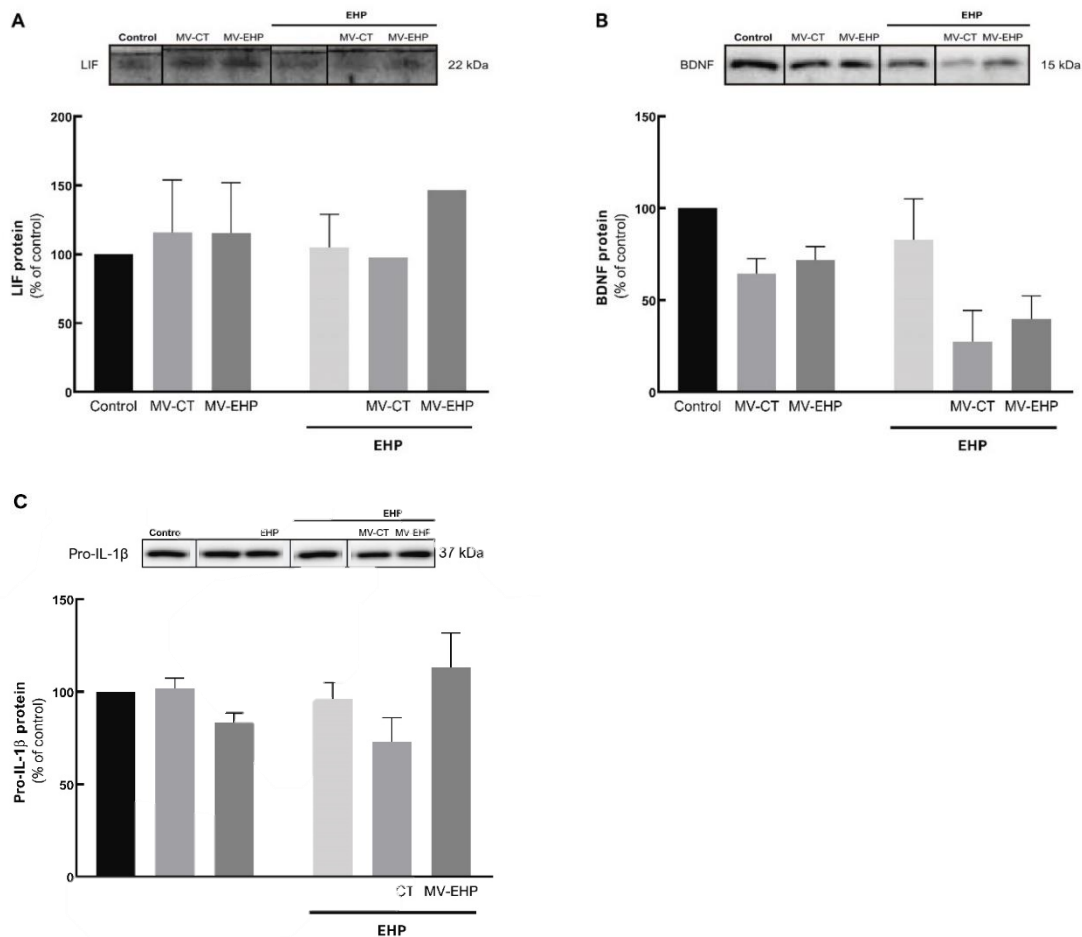 A
EHP
Control MV-CT MV-EHP MV-CT MV-EHP
LIF 22 kDa
LIF protein
(% of control)
200
150
100
50
0
Control MV-CT MV-EHP MV-CT MV-EHP
EHP
B
EHP
Control MV-CT MV-EHP MV-CT MV-EHP
BDNF 15 kDa
BDNF protein
(% of control)
150
100
50
0
Control MV-CT MV-EHP MV-CT MV-EHP
EHP
C
EHP
Contro EHP MV-CT MV-EHP
Pro-IL-1β 37 kDa
Pro-IL-1β protein
(% of control)
150
100
50
0
CT MV-EHP
EHP